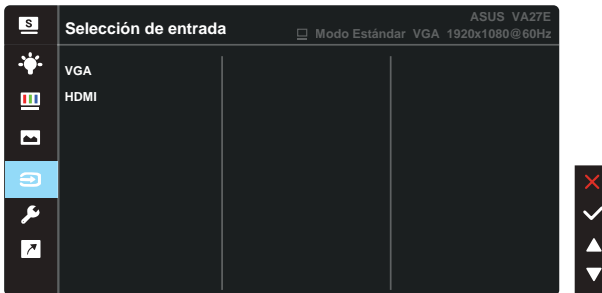 S
Selección de entrada
ASUS VA27E
Modo Estándar VGA 1920x1080@60Hz
VGA
HDMI